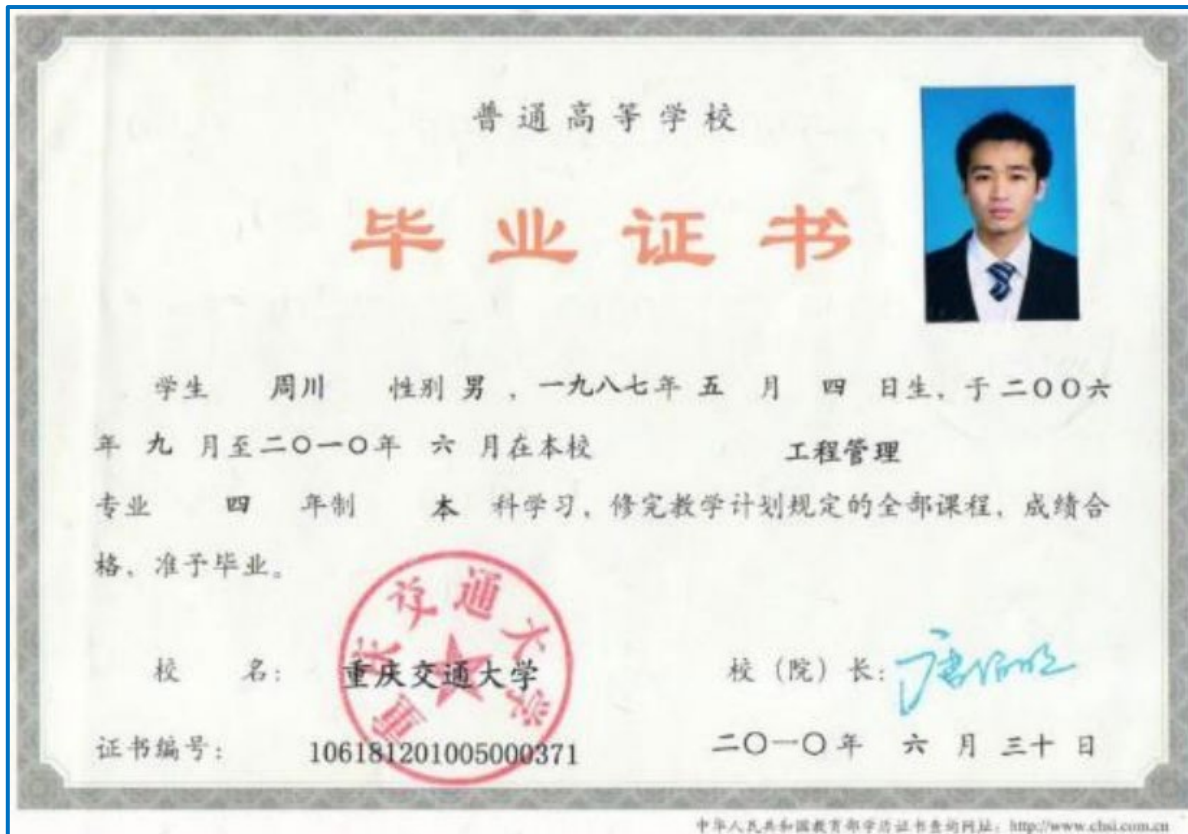 普通高等学校
毕业证书
学生 周川 性别 男 ，一九八七年 五 月 四 日生，于 二〇〇六
年 九 月至二〇一〇年 六 月在本校 工程管理
专业 四 年制 本 科学习，修完教学计划规定的全部课程，成绩合
格，准予毕业。
重庆交通大学
校 名： 重庆交通大学 校（院）长：
证书编号： 106181201005000371 二〇一〇年 六 月 三十 日
中华人民共和国教育部学历证书查询网址：http://www.chsi.com.cn